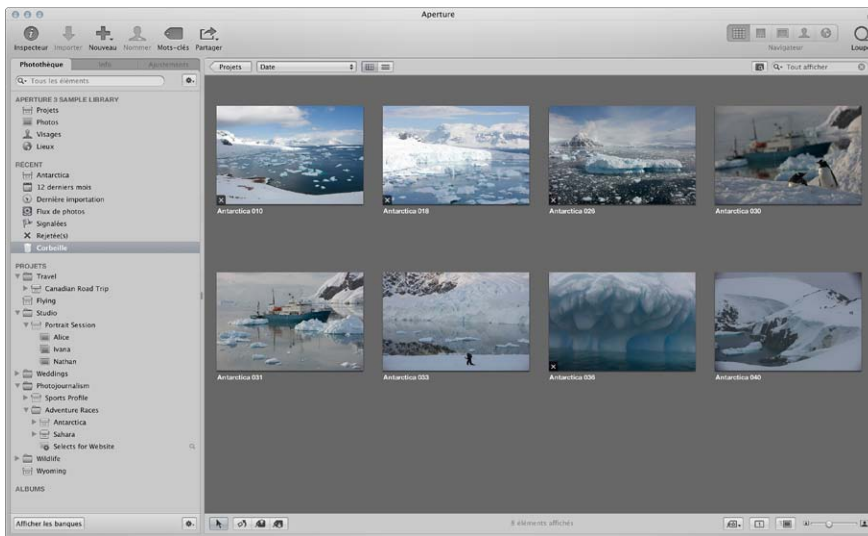 Aperture
Inspecteur Importer Nouveau Nommer Mots-clés Partager
Navigateur
Loupe
Photothèque Info Ajustements
Projets Date
Tout afficher
Tous les éléments
APERTURE 3 SAMPLE LIBRARY
Projets
Photos
Visages
Lieux
RÉCENT
Antarctica
12 derniers mois
Dernière importation
Flux de photos
Signalées
Rejetée(s)
Corbeille
PROJETS
Travel
Canadian Road Trip
Flying
Studio
Portrait Session
Alice
Ivana
Nathan
Weddings
Photojournalism
Sports Profile
Adventure Races
Antarctica
Sahara
Selects for Website
Wildlife
Wyoming
ALBUMS
Afficher les banques
Antarctica 010
Antarctica 018
Antarctica 026
Antarctica 030
Antarctica 031
Antarctica 033
Antarctica 036
Antarctica 040
8 éléments affichés